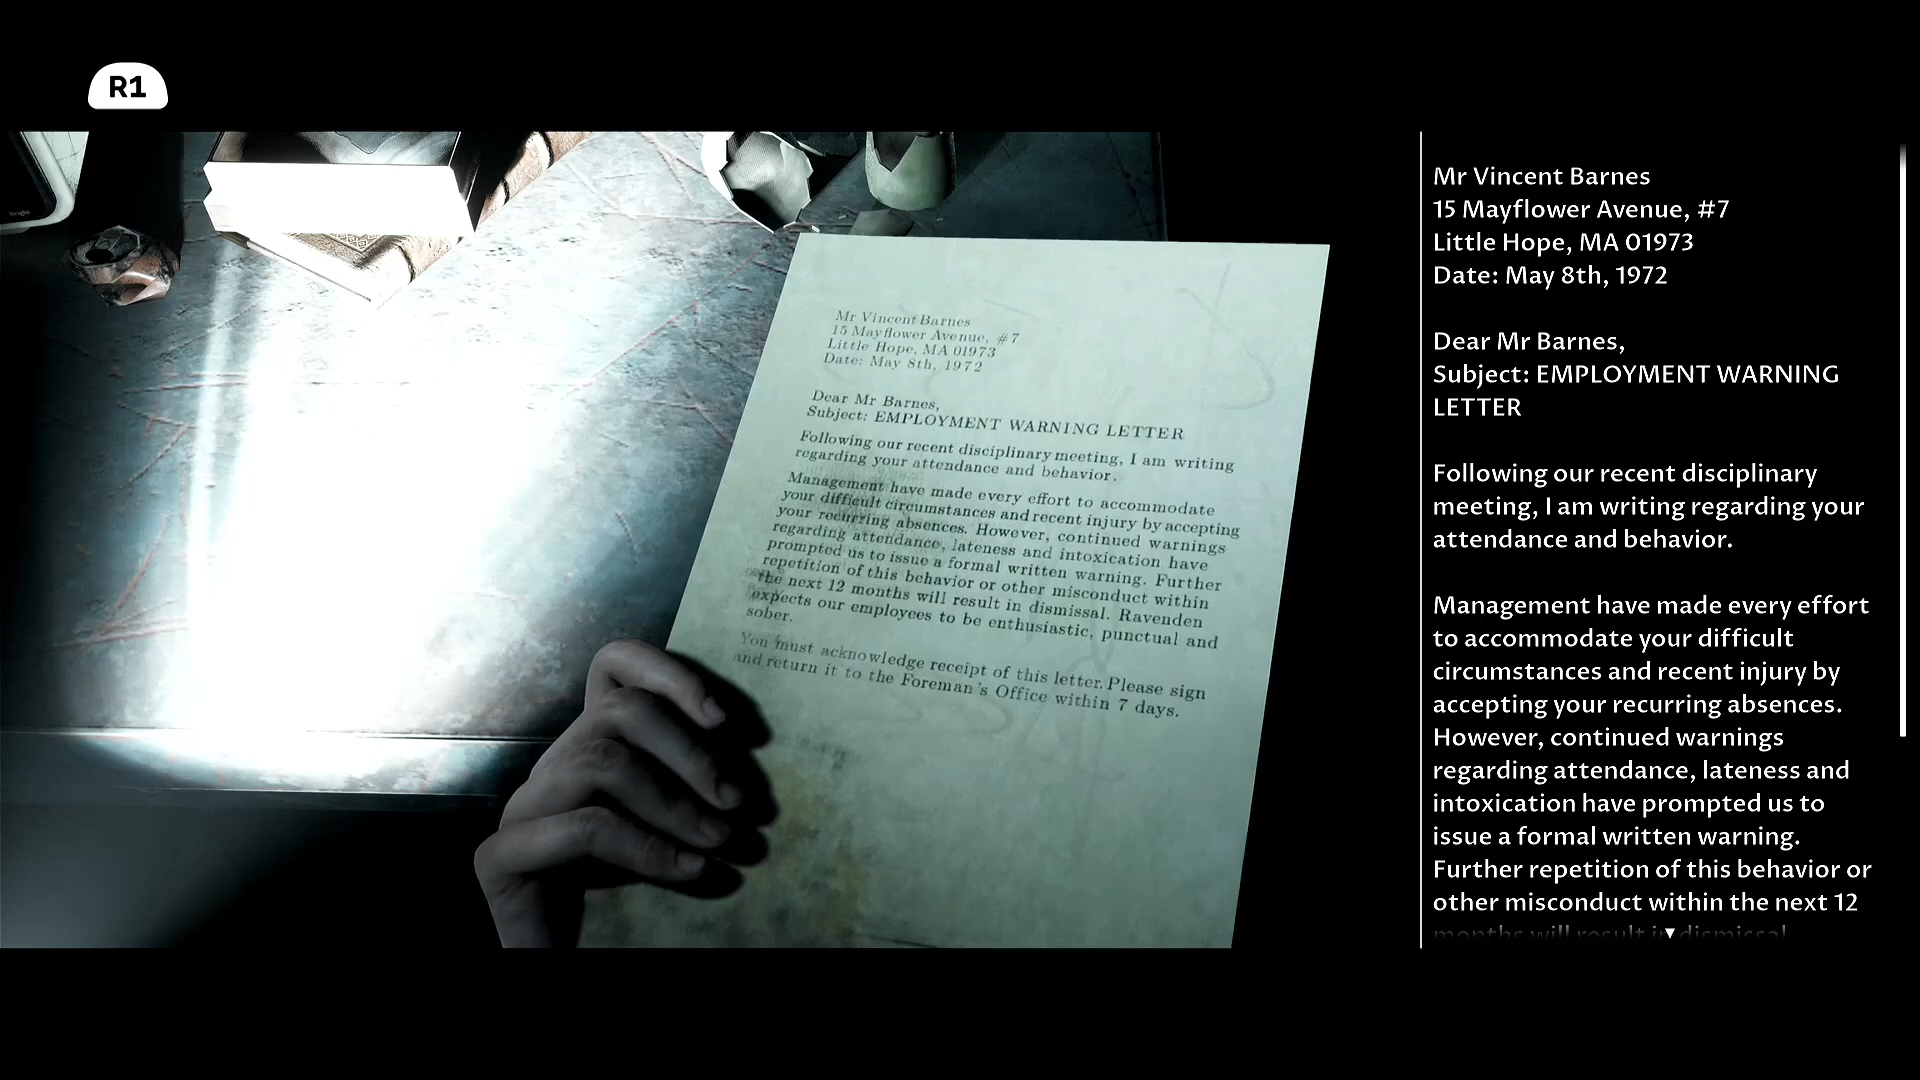 R1
Mr Vincent Barnes
15 Mayflower Avenue, #7
Little Hope, MA 01973
Date: May 8th, 1972
Dear Mr Barnes,
Subject: EMPLOYMENT WARNING LETTER
Following our recent disciplinary meeting, I am writing
regarding your attendance and behavior.
Management have made every effort to accommodate
your difficult circumstances and recent injury by accepting
your recurring absences. However, continued warnings
regarding attendance, lateness and intoxication have
prompted us to issue a formal written warning. Further
repetition of this behavior or other misconduct within
the next 12 months will result in dismissal. Ravenden
expects our employees to be enthusiastic, punctual and
sober.
You must acknowledge receipt of this letter. Please sign
and return it to the Foreman's Office within 7 days.
Mr Vincent Barnes
15 Mayflower Avenue, #7
Little Hope, MA 01973
Date: May 8th, 1972
Dear Mr Barnes,
Subject: EMPLOYMENT WARNING
LETTER
Following our recent disciplinary
meeting, I am writing regarding your
attendance and behavior.
Management have made every effort
to accommodate your difficult
circumstances and recent injury by
accepting your recurring absences.
However, continued warnings
regarding attendance, lateness and
intoxication have prompted us to
issue a formal written warning.
Further repetition of this behavior or
other misconduct within the next 12
months will result in dismissal